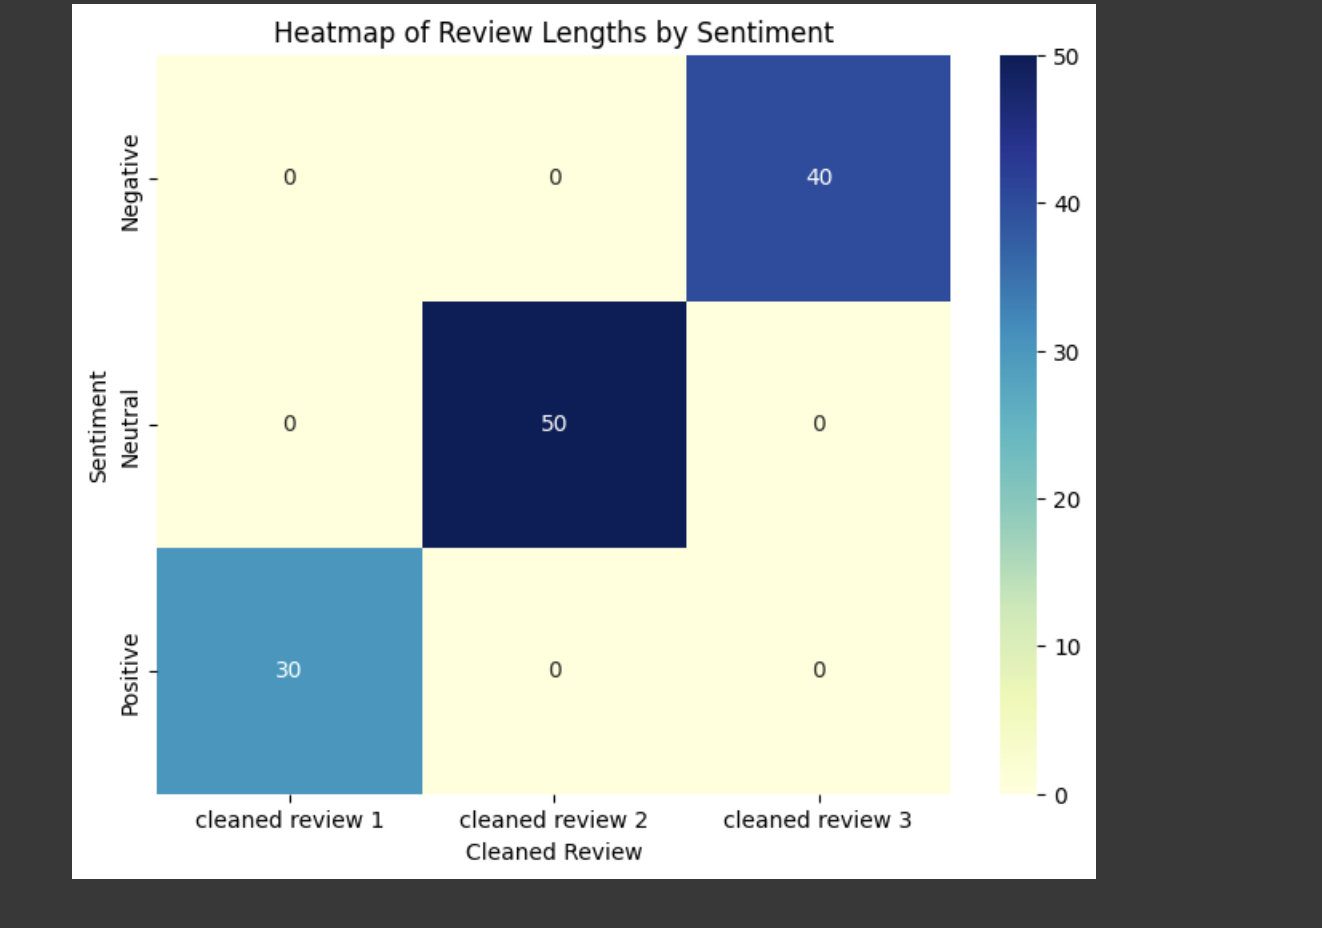 Heatmap of Review Lengths by Sentiment
Sentiment
Negative
0 0 40
Neutral
0 50 0
Positive
30 0 0
cleaned review 1 cleaned review 2 cleaned review 3
Cleaned Review
50
40
30
20
10
0